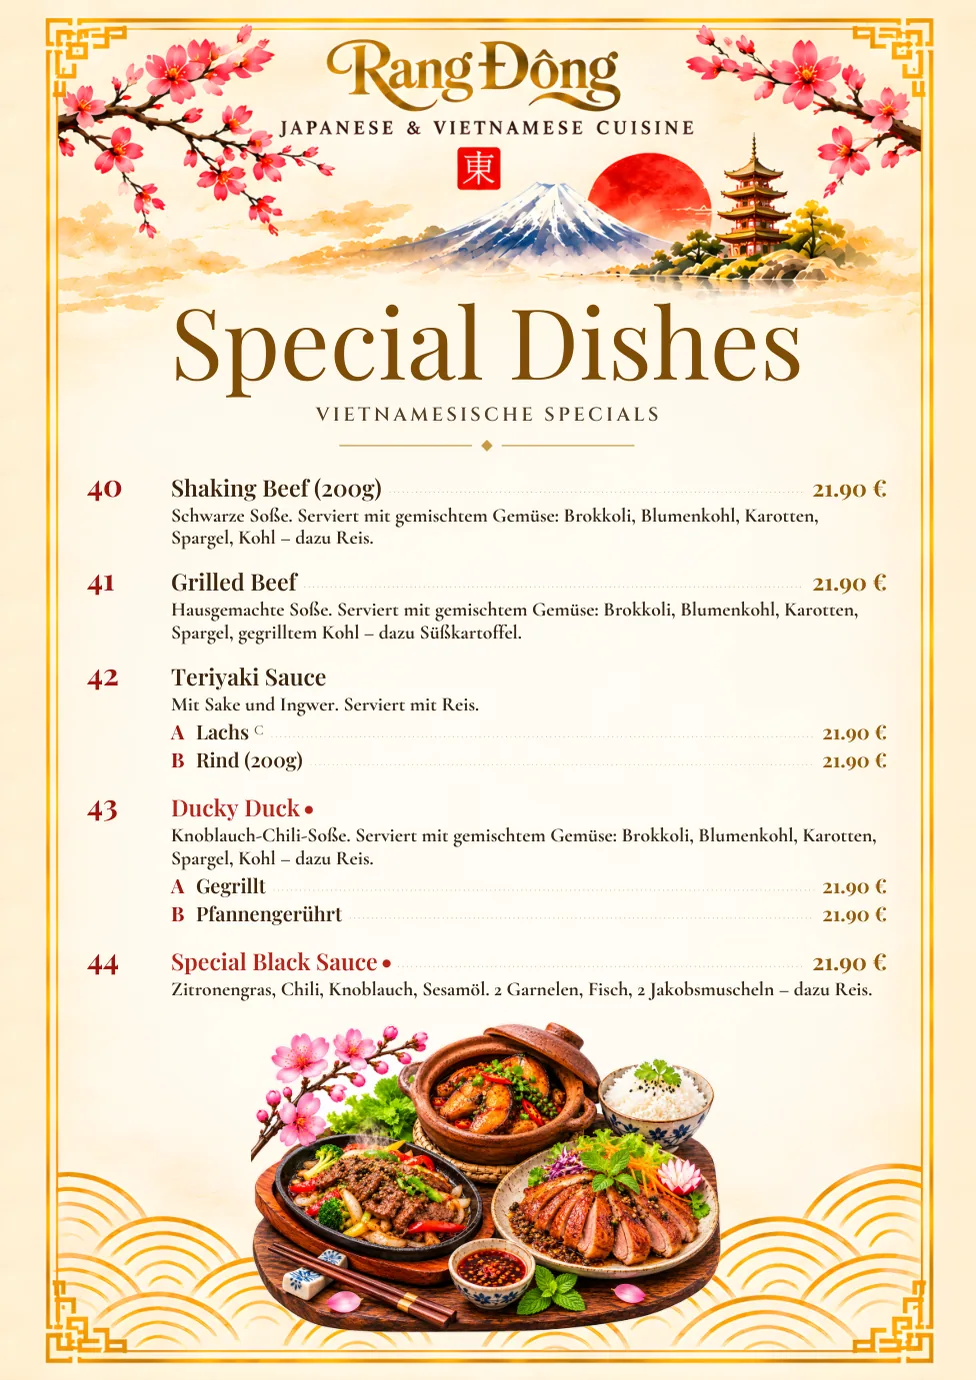 Rang Đông
JAPANESE & VIETNAMESE CUISINE
東
Special Dishes
VIETNAMESISCHE SPECIALS
40 Shaking Beef (200g) 21.90 €
Schwarze Soße. Serviert mit gemischtem Gemüse: Brokkoli, Blumenkohl, Karotten,
Spargel, Kohl – dazu Reis.
41 Grilled Beef 21.90 €
Hausgemachte Soße. Serviert mit gemischtem Gemüse: Brokkoli, Blumenkohl, Karotten,
Spargel, gegrilltem Kohl – dazu Süßkartoffel.
42 Teriyaki Sauce
Mit Sake und Ingwer. Serviert mit Reis.
A Lachs C 21.90 €
B Rind (200g) 21.90 €
43 Ducky Duck •
Knoblauch-Chili-Soße. Serviert mit gemischtem Gemüse: Brokkoli, Blumenkohl, Karotten,
Spargel, Kohl – dazu Reis.
A Gegrillt 21.90 €
B Pfannengerührt 21.90 €
44 Special Black Sauce • 21.90 €
Zitronengras, Chili, Knoblauch, Sesamöl. 2 Garnelen, Fisch, 2 Jakobsmuscheln – dazu Reis.